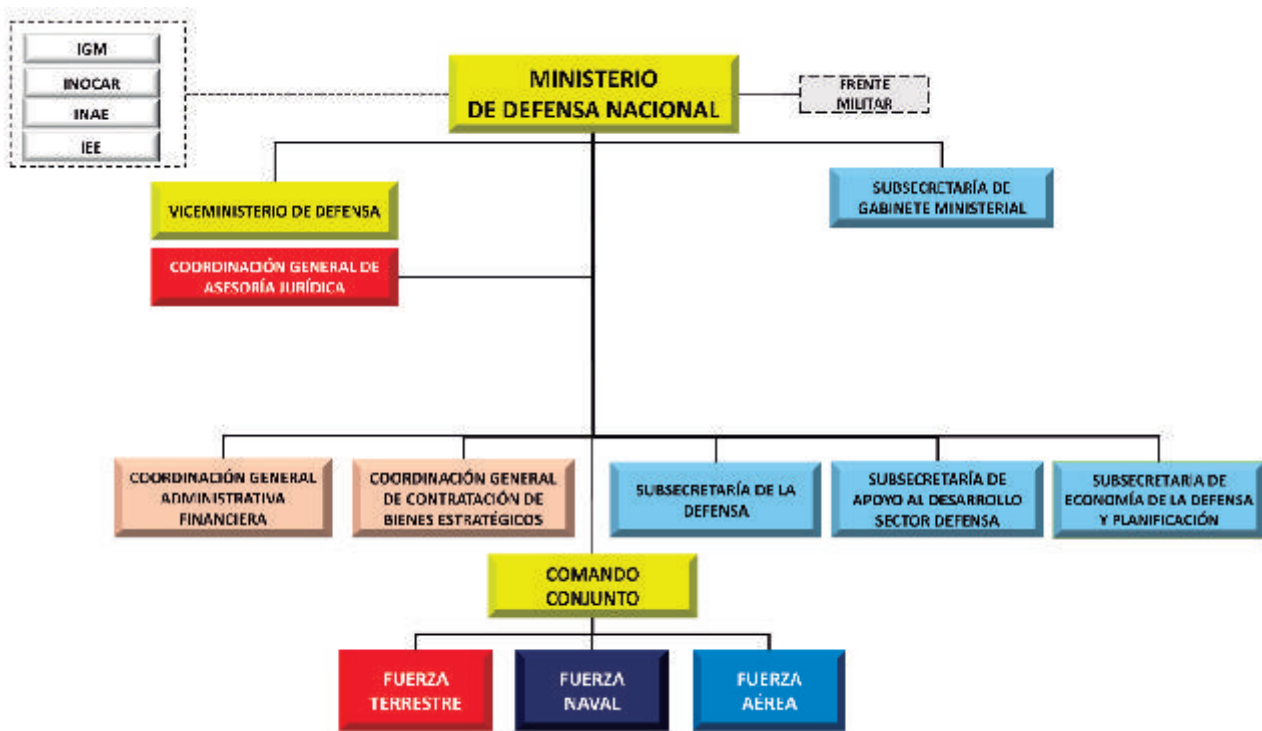 IGM
INOCAR
INAE
IEE
MINISTERIO
DE DEFENSA NACIONAL
FRENTE
MILITAR
VICEMINISTERIO DE DEFENSA
SUBSECRETARÍA DE
GABINETE MINISTERIAL
COORDINACIÓN GENERAL DE
ASESORÍA JURÍDICA
COORDINACIÓN GENERAL
ADMINISTRATIVA
FINANCIERA
COORDINACIÓN GENERAL
DE CONTRATACIÓN DE
BIENES ESTRATÉGICOS
SUBSECRETARÍA DE LA
DEFENSA
SUBSECRETARÍA DE
APOYO AL DESARROLLO
SECTOR DEFENSA
SUBSECRETARÍA DE
ECONOMÍA DE LA DEFENSA
Y PLANIFICACIÓN
COMANDO
CONJUNTO
FUERZA
TERRESTRE
FUERZA
NAVAL
FUERZA
AÉREA